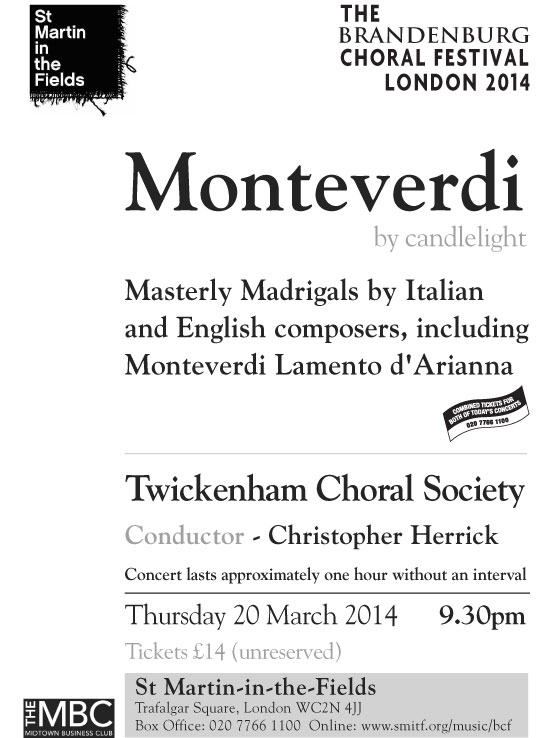 St
Martin
in
the
Fields
THE
BRANDENBURG
CHORAL FESTIVAL
LONDON 2014
Monteverdi
by candlelight
Masterly Madrigals by Italian
and English composers, including
Monteverdi Lamento d'Arianna
COMBINED TICKETS FOR
BOTH OF TODAY'S CONCERTS
020 7766 1100
Twickenham Choral Society
Conductor - Christopher Herrick
Concert lasts approximately one hour without an interval
Thursday 20 March 2014 9.30pm
Tickets £14 (unreserved)
St Martin-in-the-Fields
Trafalgar Square, London WC2N 4JJ
Box Office: 020 7766 1100 Online: www.smitf.org/music/bcf
THE MBC
MIDTOWN BUSINESS CLUB